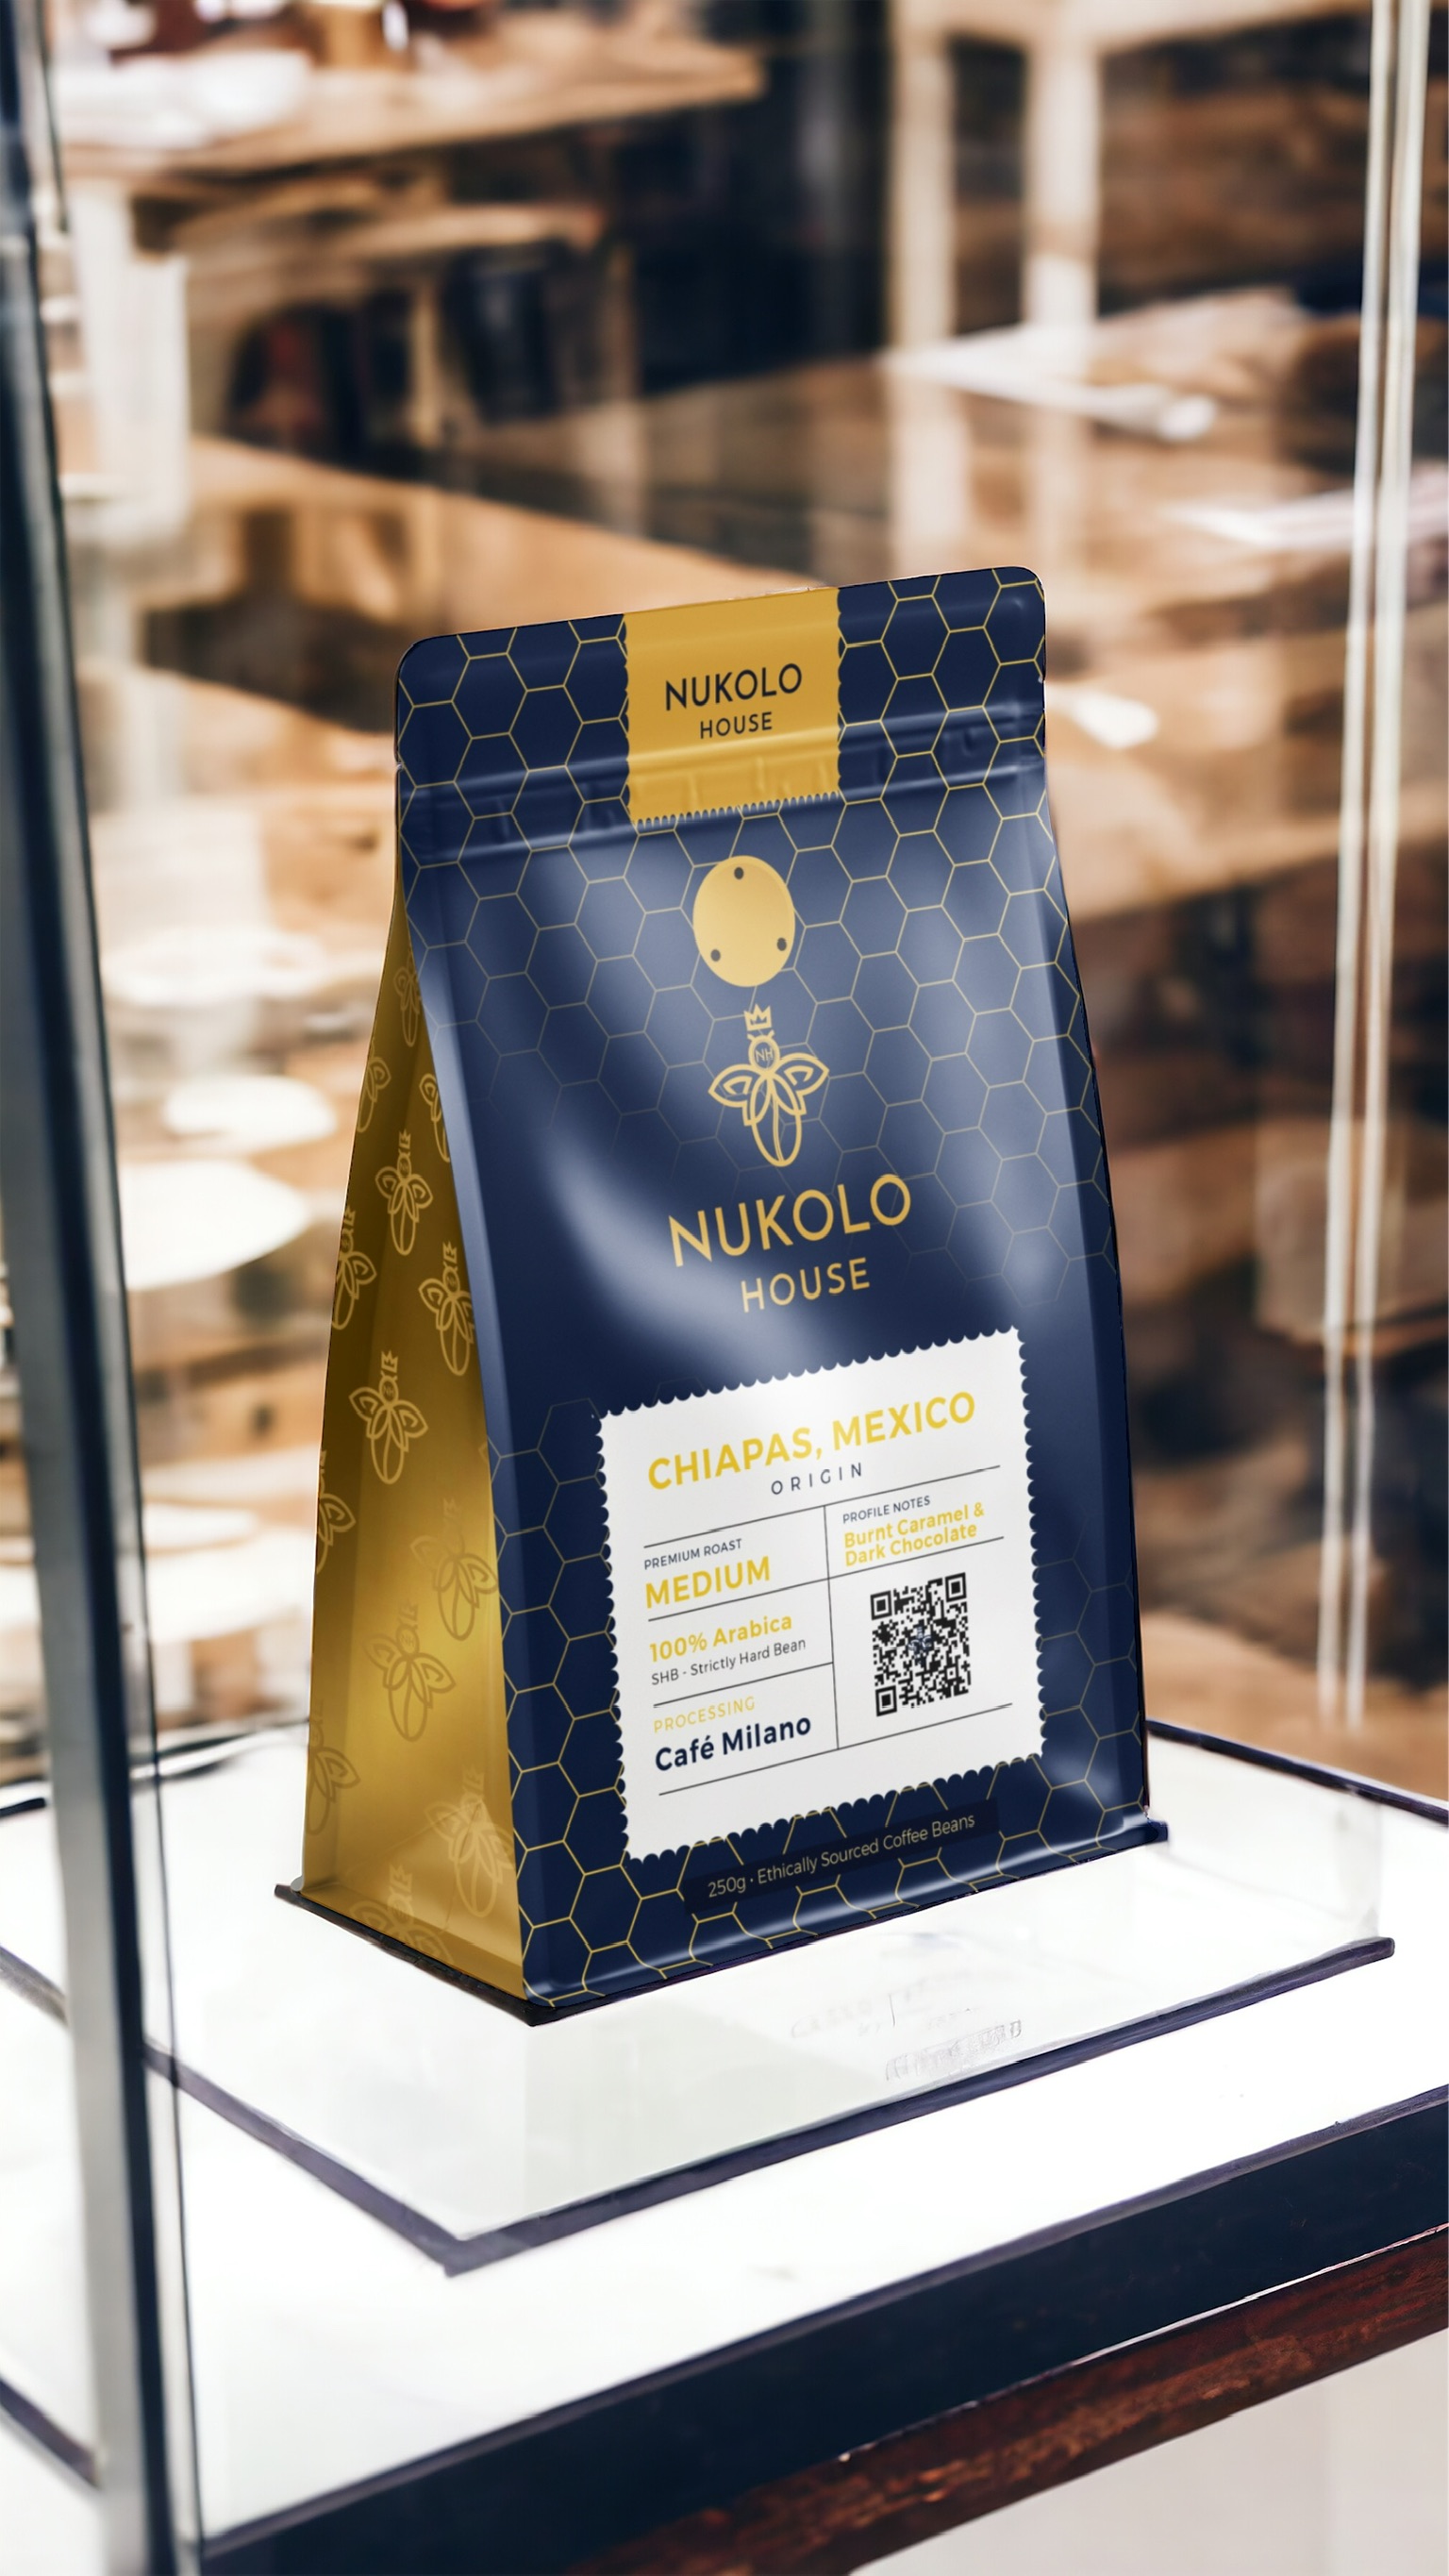 NUKOLO
HOUSE
NH
NUKOLO
HOUSE
CHIAPAS, MEXICO
ORIGIN
PREMIUM ROAST
MEDIUM
100% Arabica
SHB - Strictly Hard Bean
PROCESSING
Café Milano
PROFILE NOTES
Burnt Caramel &
Dark Chocolate
250g • Ethically Sourced Coffee Beans